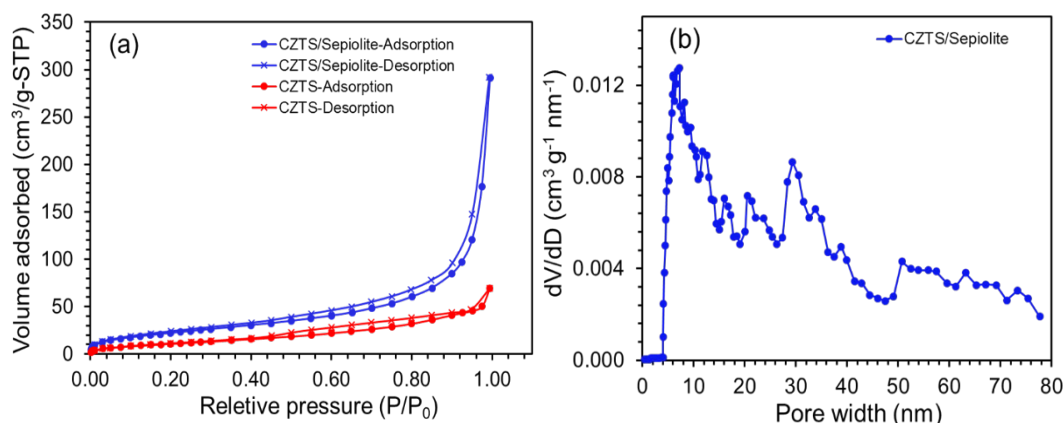 (a)
CZTS/Sepiolite-Adsorption
CZTS/Sepiolite-Desorption
CZTS-Adsorption
CZTS-Desorption
Volume adsorbed (cm³/g-STP)
350
300
250
200
150
100
50
0
0.00 0.20 0.40 0.60 0.80 1.00
Reletive pressure (P/P₀)
(b)
CZTS/Sepiolite
dV/dD (cm³ g⁻¹ nm⁻¹)
0.012
0.008
0.004
0.000
0 10 20 30 40 50 60 70 80
Pore width (nm)